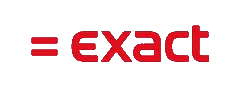 = exact